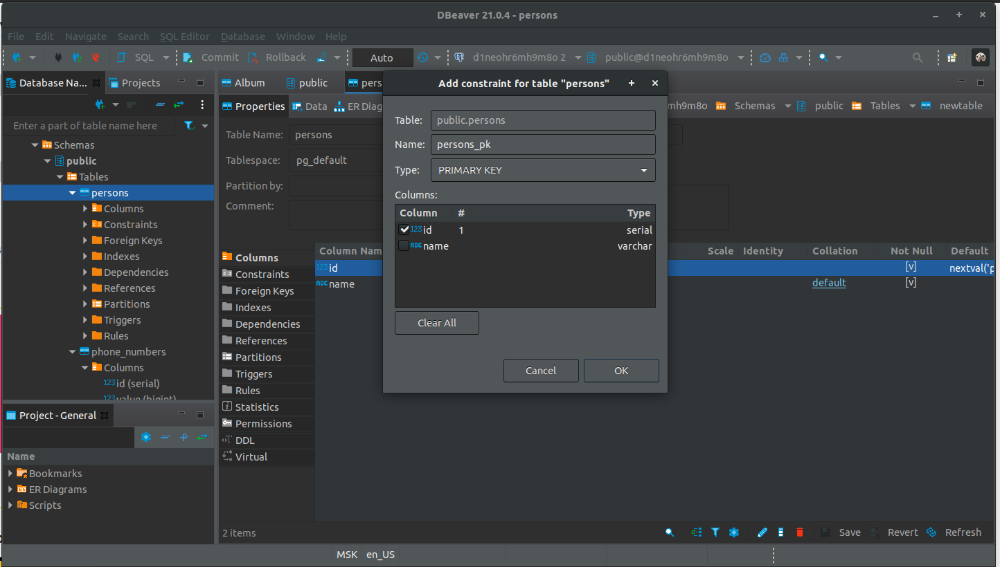 DBeaver 21.0.4 - persons
File Edit Navigate Search SQL Editor Database Window Help
SQL Commit Rollback Auto d1neohr6mh9m8o 2 public@d1neohr6mh9m8o
Database Na... Projects
Enter a part of table name here
Schemas
public
Tables
persons
Columns
Constraints
Foreign Keys
Indexes
Dependencies
References
Partitions
Triggers
Rules
phone_numbers
Columns
id (serial)
value (bigint)
Project - General
Name
Bookmarks
ER Diagrams
Scripts
Album public pers
Properties Data ER Diag mh9m8o Schemas public Tables newtable
Table Name: persons
Tablespace: pg_default
Partition by:
Comment:
Columns
Constraints
Foreign Keys
Indexes
Dependencies
References
Partitions
Triggers
Rules
Statistics
Permissions
DDL
Virtual
Column Nam Scale Identity Collation Not Null Default
123 id [v] nextval('p
ABC name default [v]
Add constraint for table "persons"
Table: public.persons
Name: persons_pk
Type: PRIMARY KEY
Columns:
Column # Type
123 id 1 serial
ABC name varchar
Clear All
Cancel OK
2 items Save Revert Refresh
MSK en_US